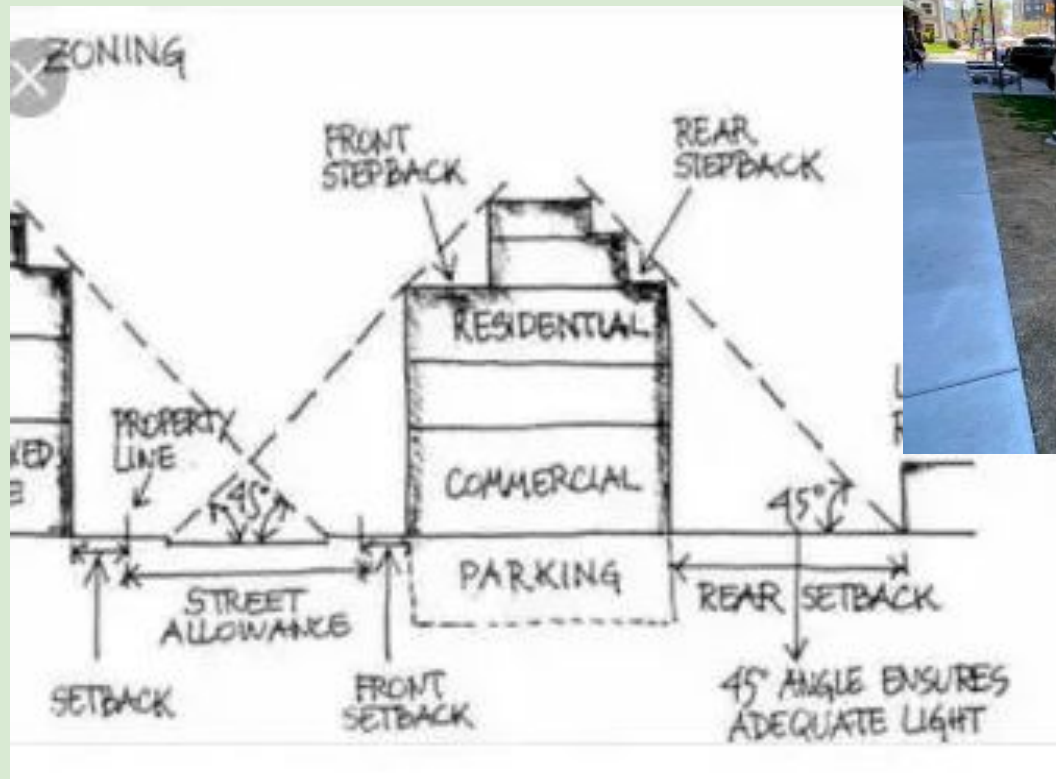 ZONING
FRONT
STEPBACK
REAR
STEPBACK
RESIDENTIAL
PROPERTY
LINE
45°
COMMERCIAL
45°
PARKING
STREET
ALLOWANCE
REAR SETBACK
SETBACK
FRONT
SETBACK
45° ANGLE ENSURES
ADEQUATE LIGHT